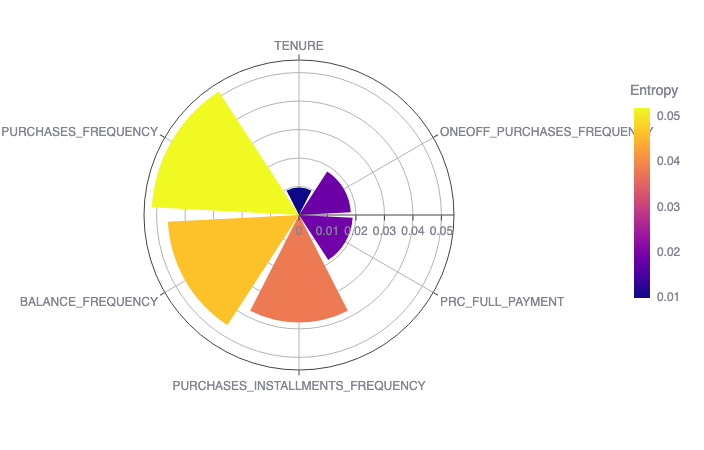 TENURE
Entropy
PURCHASES_FREQUENCY
ONEOFF_PURCHASES_FREQUENCY
0.05
0.04
0.03
0.02
0.01
0 0.01 0.02 0.03 0.04 0.05
BALANCE_FREQUENCY
PRC_FULL_PAYMENT
PURCHASES_INSTALLMENTS_FREQUENCY